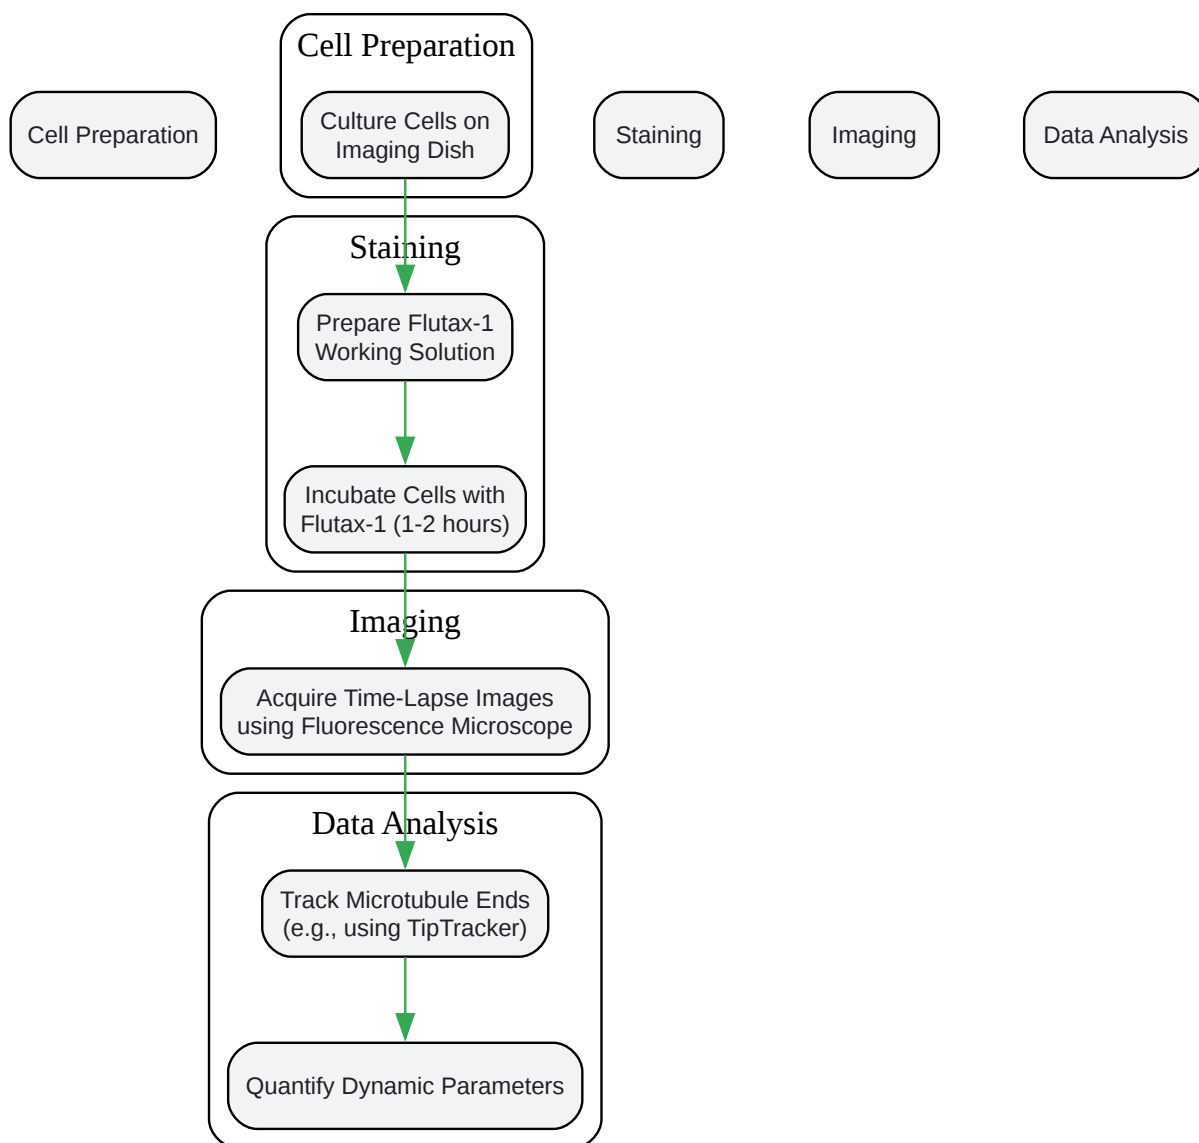 Cell Preparation
Cell Preparation
Culture Cells on
Imaging Dish
Staining
Imaging
Data Analysis
Staining
Prepare Flutax-1
Working Solution
Incubate Cells with
Flutax-1 (1-2 hours)
Imaging
Acquire Time-Lapse Images
using Fluorescence Microscope
Data Analysis
Track Microtubule Ends
(e.g., using TipTracker)
Quantify Dynamic Parameters